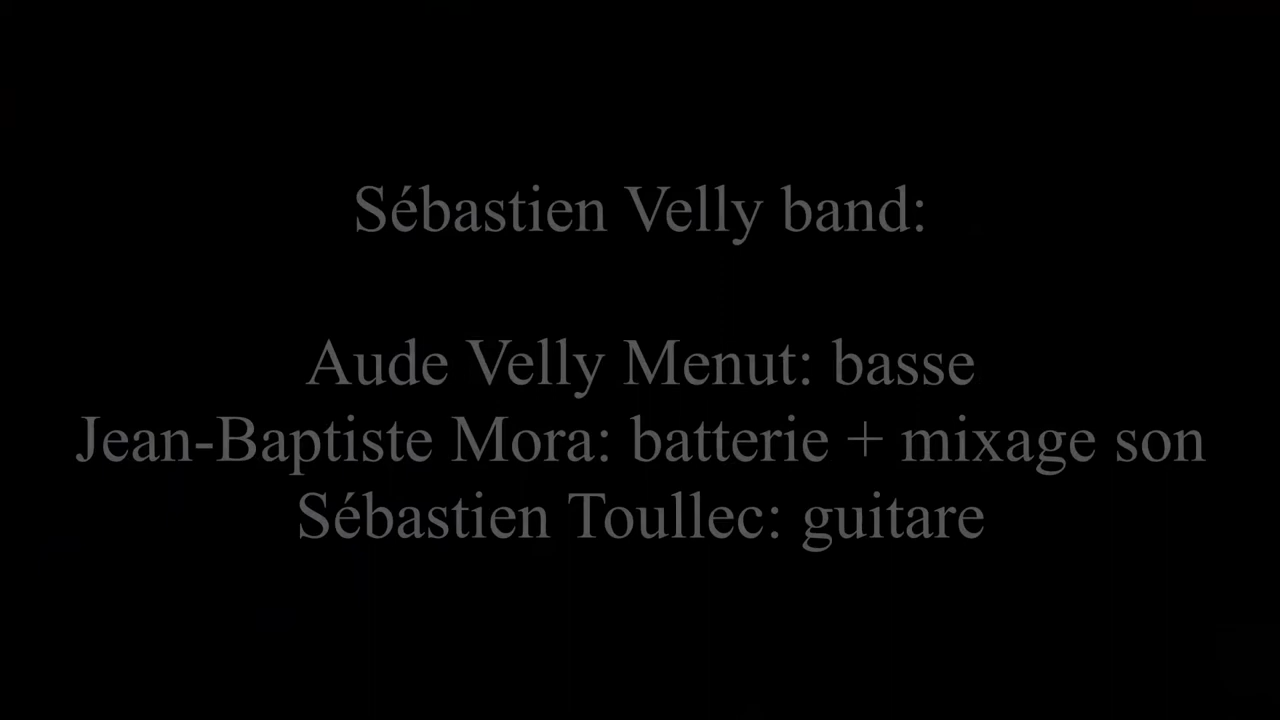 Sébastien Velly band:
Aude Velly Menut: basse
Jean-Baptiste Mora: batterie + mixage son
Sébastien Toullec: guitare